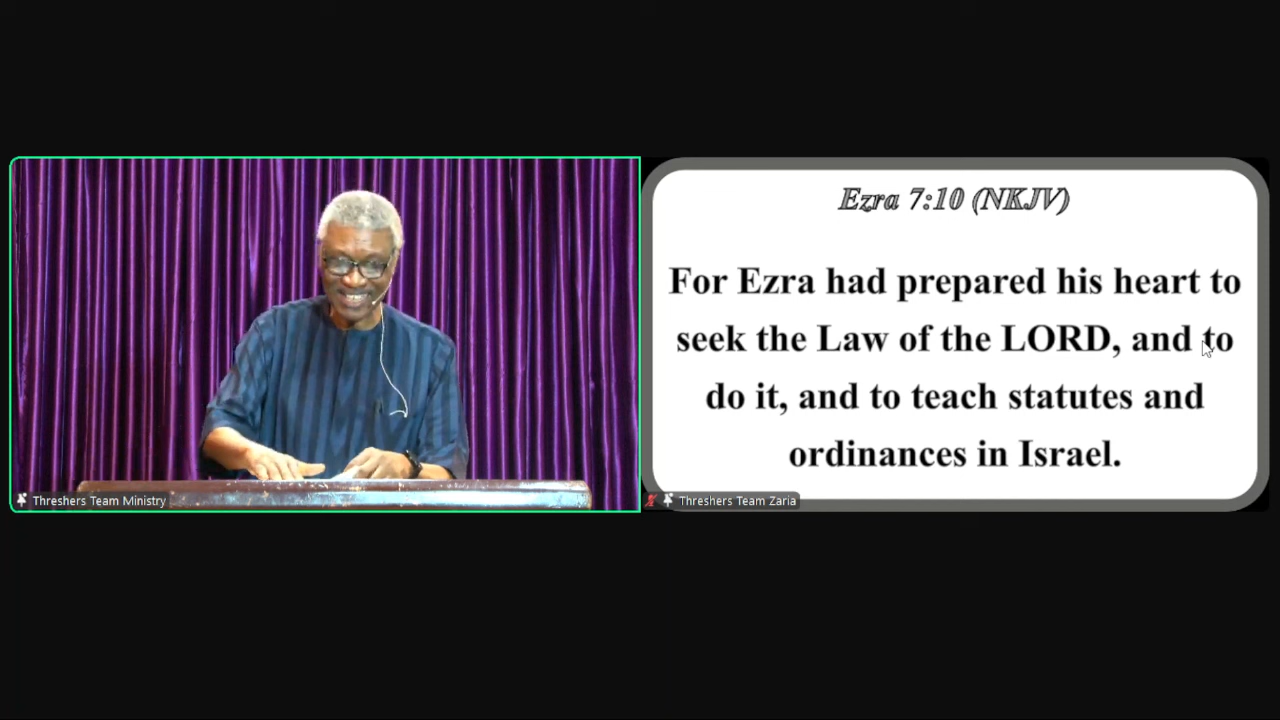 Ezra 7:10 (NKJV)
For Ezra had prepared his heart to
seek the Law of the LORD, and to
do it, and to teach statutes and
ordinances in Israel.
Threshers Team Ministry
Threshers Team Zaria